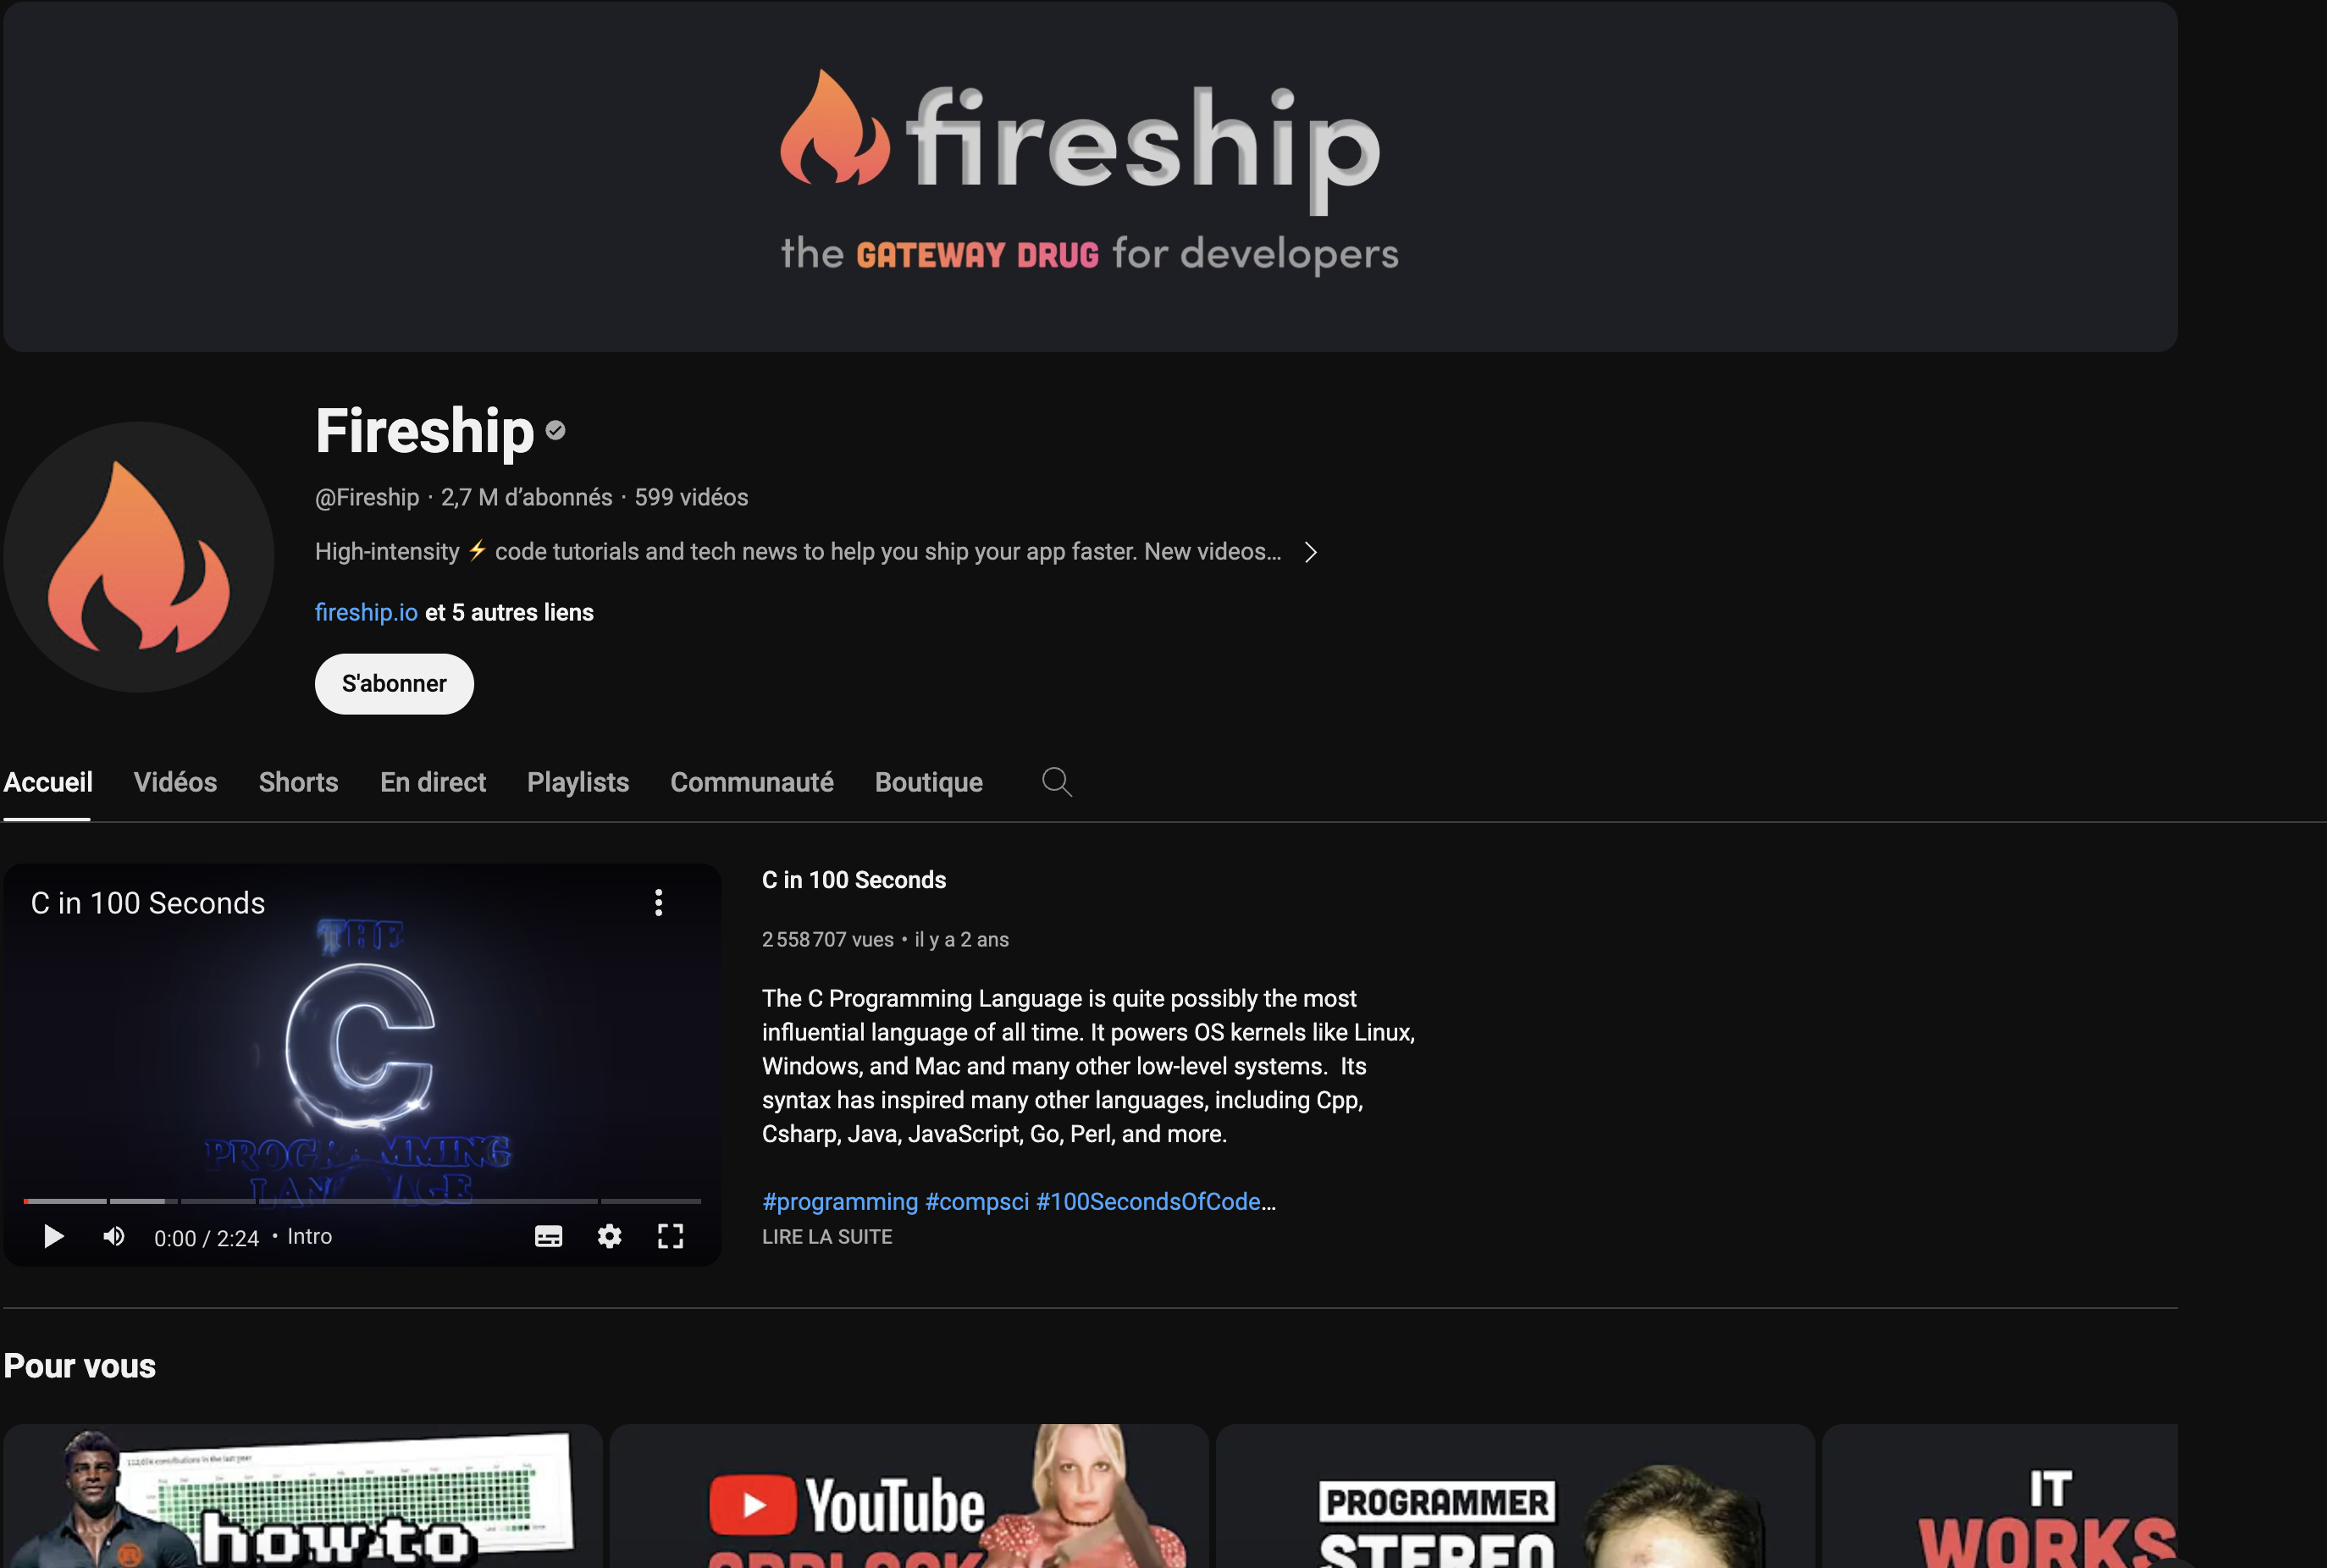 fireship
the GATEWAY DRUG for developers
Fireship
@Fireship · 2,7 M d’abonnés · 599 vidéos
High-intensity ⚡ code tutorials and tech news to help you ship your app faster. New videos...
fireship.io et 5 autres liens
S'abonner
Accueil Vidéos Shorts En direct Playlists Communauté Boutique
C in 100 Seconds
THE
C
PROGRAMMING
LANGUAGE
0:00 / 2:24 • Intro
C in 100 Seconds
2 558 707 vues • il y a 2 ans
The C Programming Language is quite possibly the most
influential language of all time. It powers OS kernels like Linux,
Windows, and Mac and many other low-level systems.  Its
syntax has inspired many other languages, including Cpp,
Csharp, Java, JavaScript, Go, Perl, and more.
#programming #compsci #100SecondsOfCode...
LIRE LA SUITE
Pour vous
contributions in the last year
how to
YouTube
PROGRAMMER
STEREO
IT
WORKS